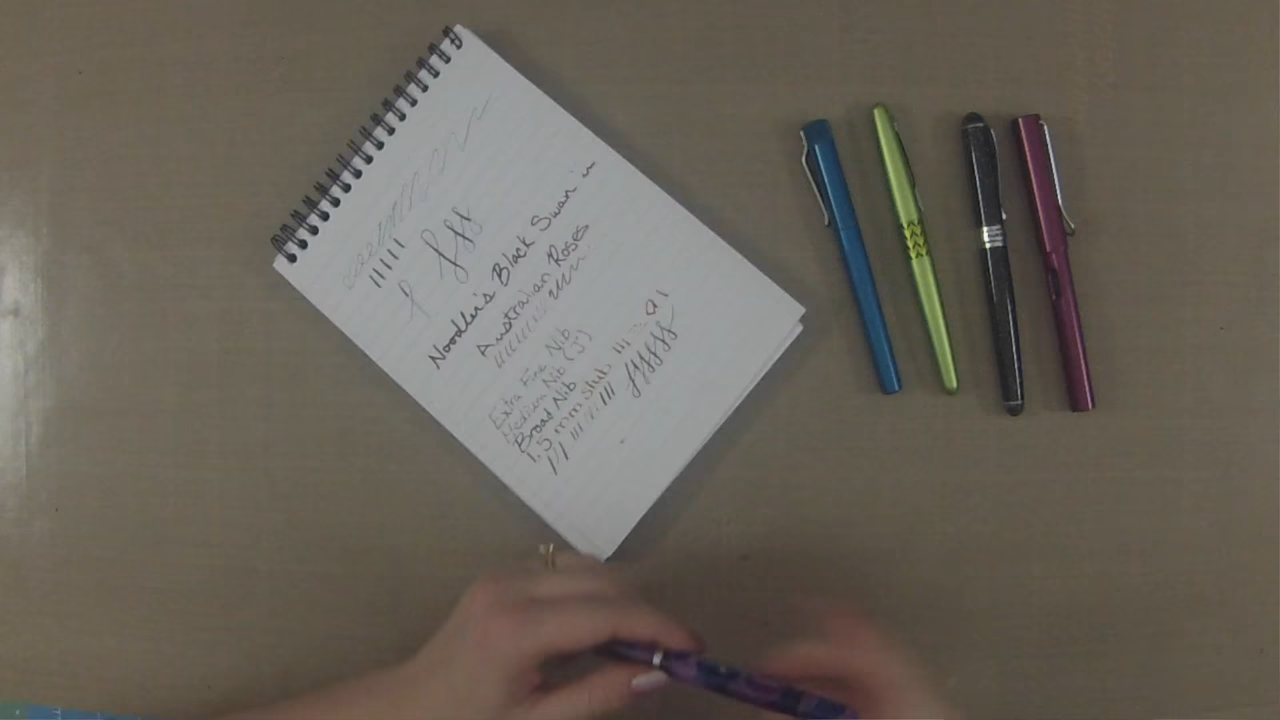 Noodler's Black Swan in
Australian Roses
Extra Fine Nib
Medium Nib (J)
Broad Nib
1.5 mm stub